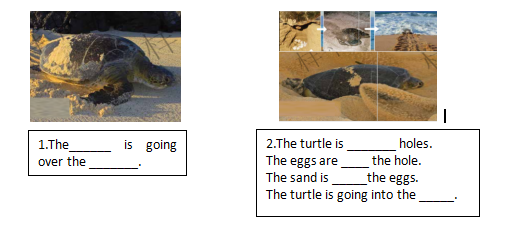 1.The______ is going
over the _______.
2.The turtle is _______ holes.
The eggs are ____ the hole.
The sand is _____the eggs.
The turtle is going into the _____.